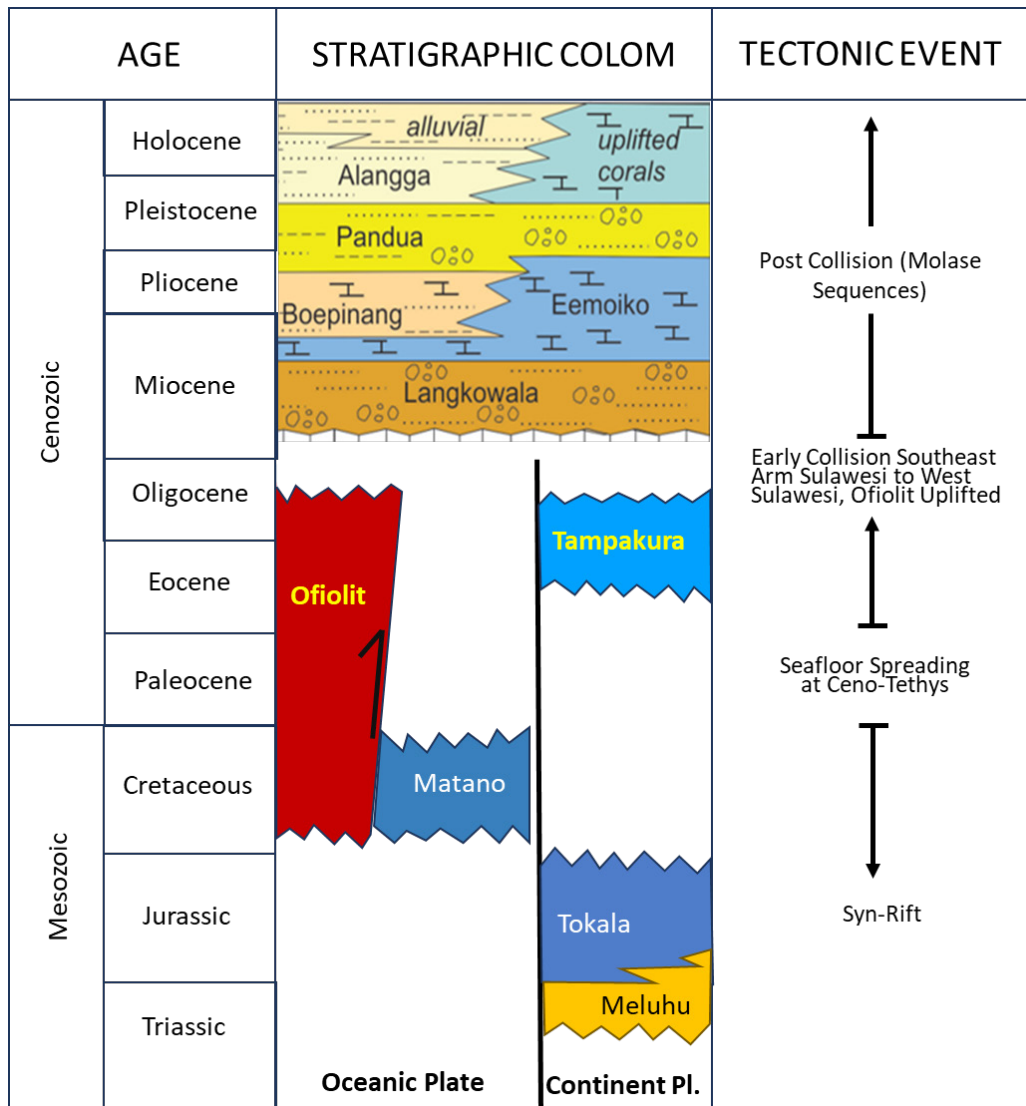 AGE
STRATIGRAPHIC COLOM
TECTONIC EVENT
Cenozoic
Mesozoic
Holocene
Pleistocene
Pliocene
Miocene
Oligocene
Eocene
Paleocene
Cretaceous
Jurassic
Triassic
alluvial
uplifted
corals
Alangga
Pandua
Boepinang
Eemoiko
Langkowala
Ofiolit
Tampakura
Matano
Tokala
Meluhu
Oceanic Plate
Continent Pl.
Post Collision (Molase
Sequences)
Early Collision Southeast
Arm Sulawesi to West
Sulawesi, Ofiolit Uplifted
Seafloor Spreading
at Ceno-Tethys
Syn-Rift